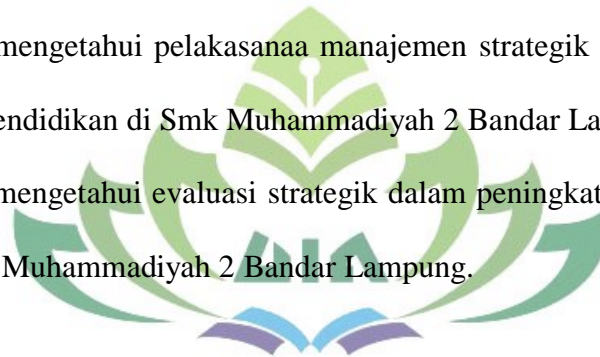 mengetahui pelakasanaa manajemen strategik
endidikan di Smk Muhammadiyah 2 Bandar La
mengetahui evaluasi strategik dalam peningkat
Muhammadiyah 2 Bandar Lampung.